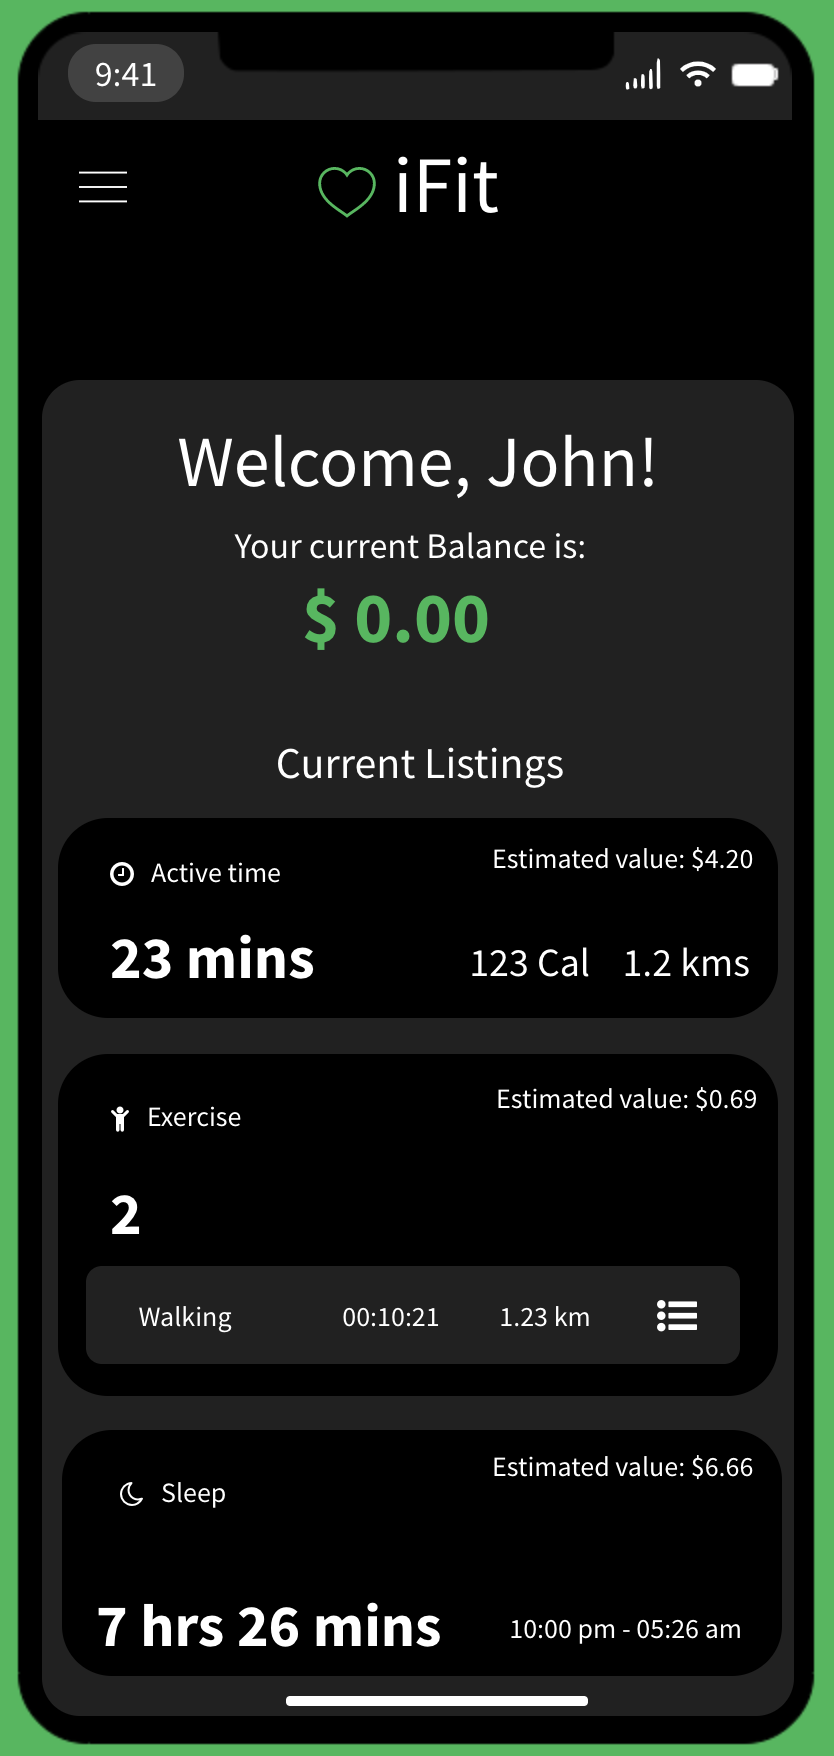 9:41
iFit
Welcome, John!
Your current Balance is:
$ 0.00
Current Listings
Active time
Estimated value: $4.20
23 mins
123 Cal
1.2 kms
Exercise
Estimated value: $0.69
2
Walking
00:10:21
1.23 km
Sleep
Estimated value: $6.66
7 hrs 26 mins
10:00 pm - 05:26 am